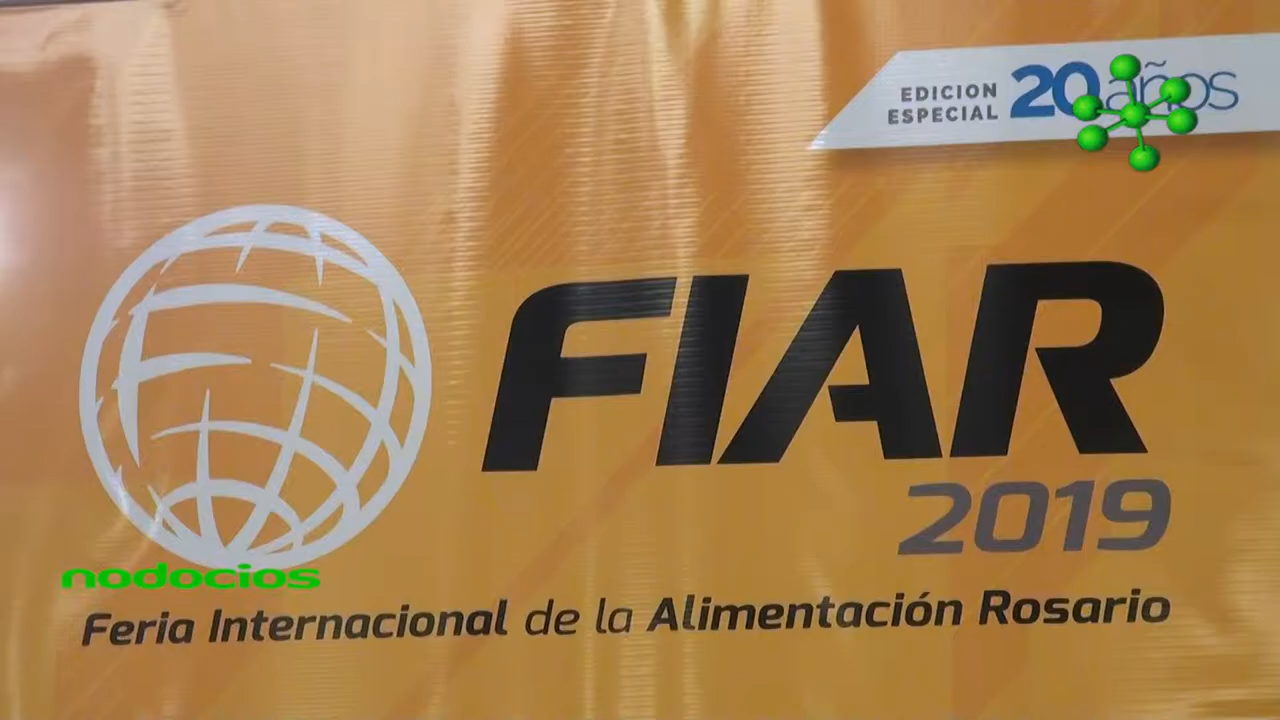 EDICION
ESPECIAL
20 años
FIAR
2019
nodocios
Feria Internacional de la Alimentación Rosario